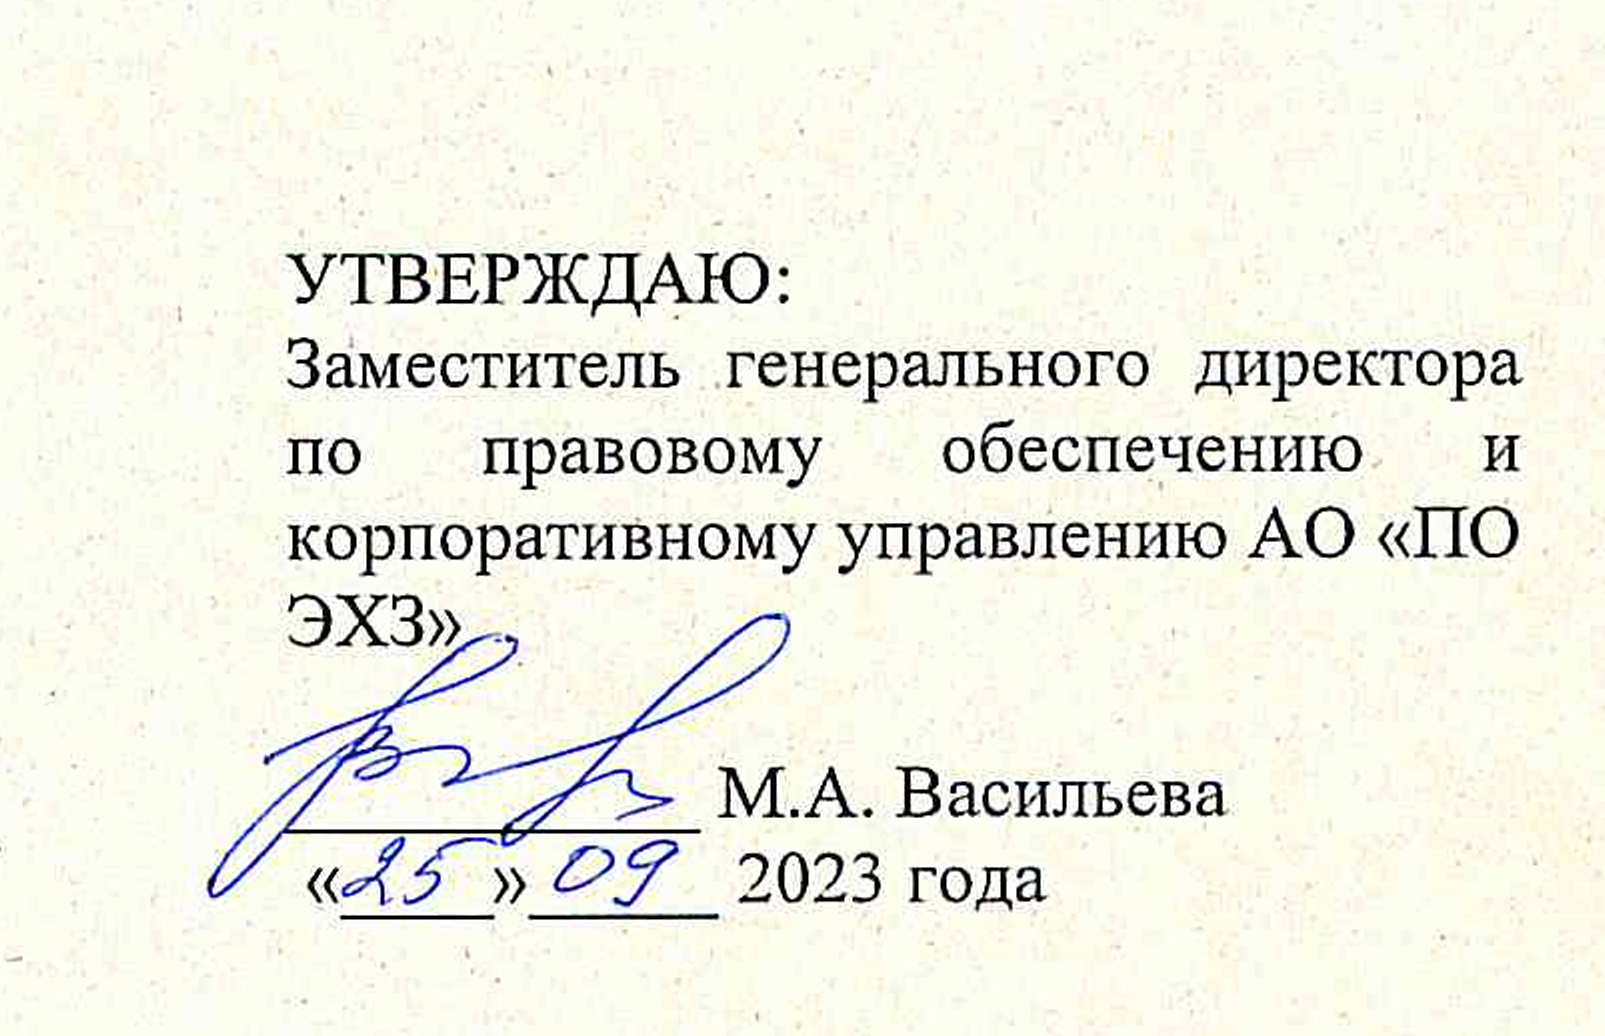 УТВЕРЖДАЮ:
Заместитель генерального директора
по правовому обеспечению и
корпоративному управлению АО «ПО
ЭХЗ»
М.А. Васильева
«25» 09 2023 года